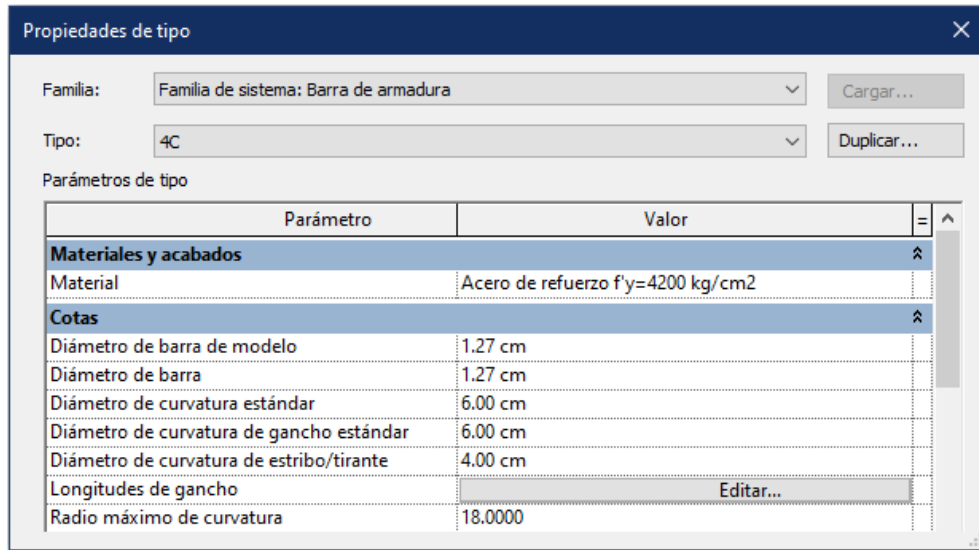 Propiedades de tipo
Familia: Familia de sistema: Barra de armadura Cargar...
Tipo: 4C Duplicar...
Parámetros de tipo
Parámetro Valor =
Materiales y acabados
Material Acero de refuerzo f'y=4200 kg/cm2
Cotas
Diámetro de barra de modelo 1.27 cm
Diámetro de barra 1.27 cm
Diámetro de curvatura estándar 6.00 cm
Diámetro de curvatura de gancho estándar 6.00 cm
Diámetro de curvatura de estribo/tirante 4.00 cm
Longitudes de gancho Editar...
Radio máximo de curvatura 18.0000